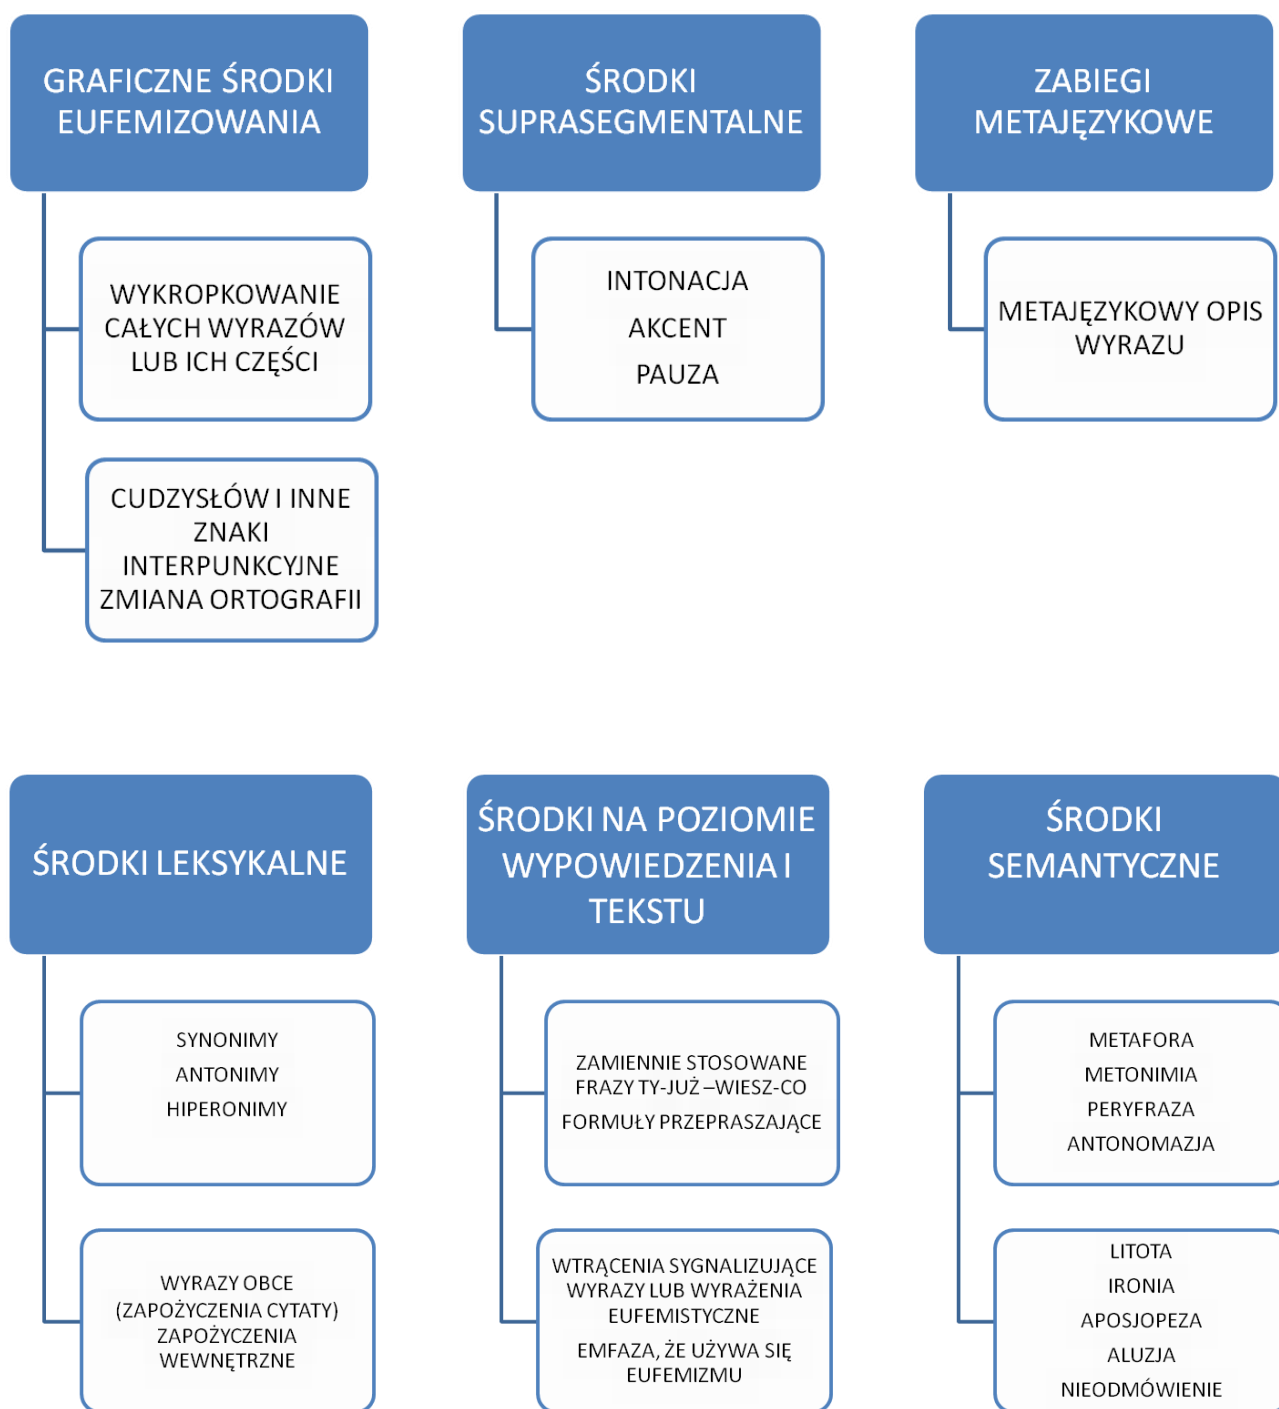 GRAFICZNE ŚRODKI
EUFEMIZOWANIA
WYKROPKOWANIE
CAŁYCH WYRAZÓW
LUB ICH CZĘŚCI
CUDZYSŁÓW I INNE
ZNAKI
INTERPUNKCYJNE
ZMIANA ORTOGRAFII
ŚRODKI
SUPRASEGMENTALNE
INTONACJA
AKCENT
PAUZA
ZABIEGI
METAJĘZYKOWE
METAJĘZYKOWY OPIS
WYRAZU
ŚRODKI LEKSYKALNE
SYNONIMY
ANTONIMY
HIPERONIMY
WYRAZY OBCE
(ZAPOŻYCZENIA CYTATY)
ZAPOŻYCZENIA
WEWNĘTRZNE
ŚRODKI NA POZIOMIE
WYPOWIEDZENIA I
TEKSTU
ZAMIENNIE STOSOWANE
FRAZY TY-JUŻ –WIESZ-CO
FORMUŁY PRZEPRASZAJĄCE
WTRĄCENIA SYGNALIZUJĄCE
WYRAZY LUB WYRAŻENIA
EUFEMISTYCZNE
EMFAZA, ŻE UŻYWA SIĘ
EUFEMIZMU
ŚRODKI
SEMANTYCZNE
METAFORA
METONIMIA
PERYFRAZA
ANTONOMAZJA
LITOTA
IRONIA
APOSJOPEZA
ALUZJA
NIEODMÓWIENIE